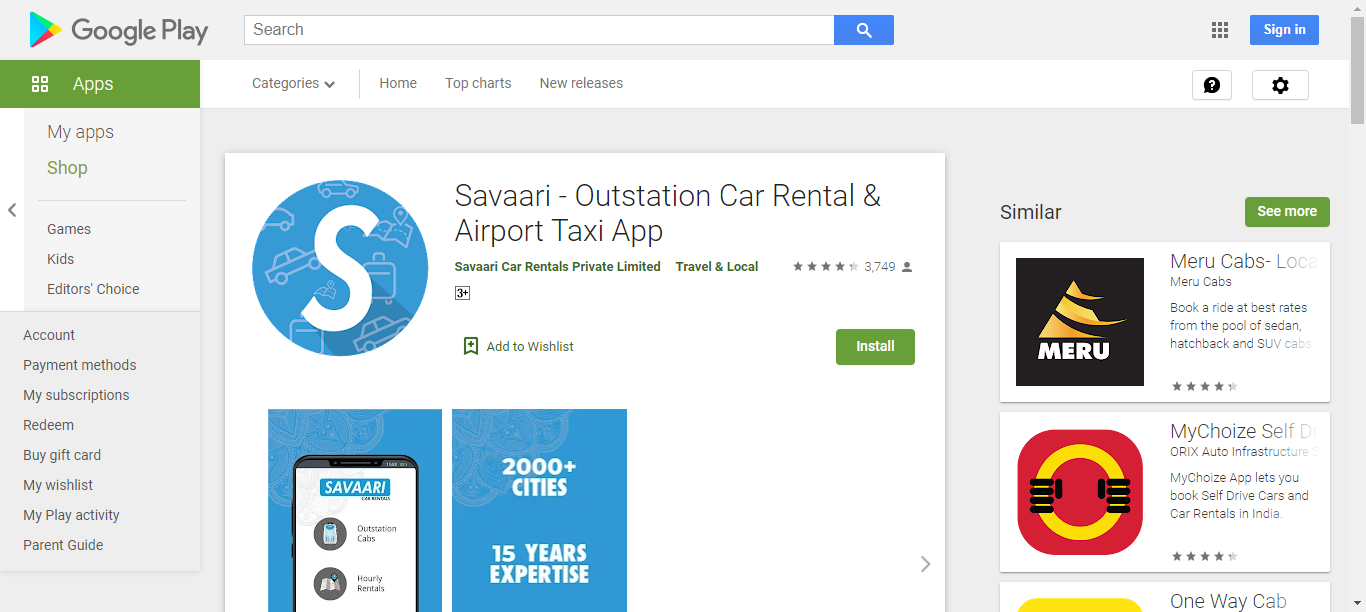 Google Play
Search
Sign in
Apps
Categories
Home
Top charts
New releases
My apps
Shop
Games
Kids
Editors' Choice
Account
Payment methods
My subscriptions
Redeem
Buy gift card
My wishlist
My Play activity
Parent Guide
S
Savaari - Outstation Car Rental &
Airport Taxi App
Savaari Car Rentals Private Limited
Travel & Local
3,749
3+
Add to Wishlist
Install
SAVAARI
CAR RENTALS
Outstation
Cabs
Hourly
Rentals
2000+
CITIES
15 YEARS
EXPERTISE
Similar
See more
MERU
Meru Cabs- Loca
Meru Cabs
Book a ride at best rates
from the pool of sedan,
hatchback and SUV cabs
MyChoize Self Dr
ORIX Auto Infrastructure S
MyChoize App lets you
book Self Drive Cars and
Car Rentals in India.
One Way Cab